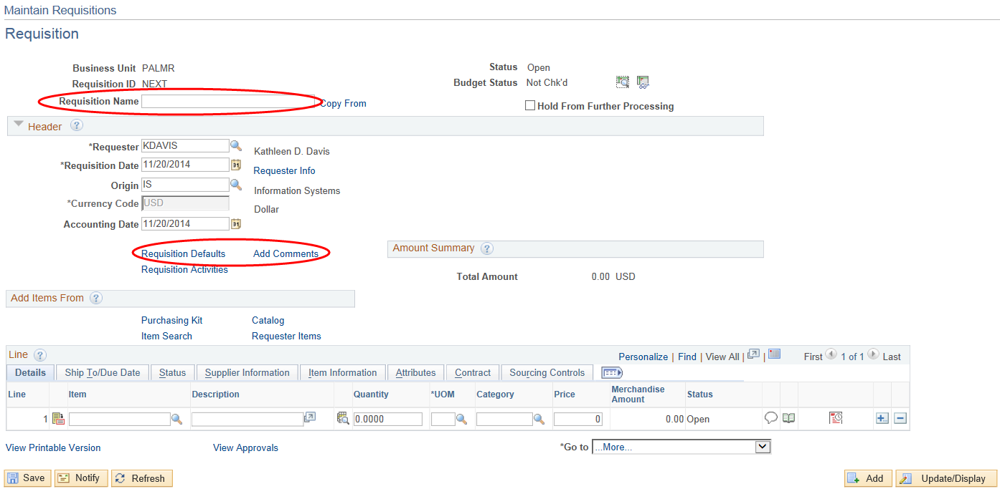 Maintain Requisitions
Requisition
Business Unit PALMR
Status Open
Requisition ID NEXT
Budget Status Not Chk'd
Requisition Name Copy From
Hold From Further Processing
Header ?
*Requester KDAVIS Kathleen D. Davis
*Requisition Date 11/20/2014 31 Requester Info
Origin IS Information Systems
*Currency Code USD Dollar
Accounting Date 11/20/2014 31
Requisition Defaults Add Comments
Requisition Activities
Amount Summary ?
Total Amount 0.00 USD
Add Items From ?
Purchasing Kit Catalog
Item Search Requester Items
Line ? Personalize | Find | View All | | First 1 of 1 Last
Details Ship To/Due Date Status Supplier Information Item Information Attributes Contract Sourcing Controls
Line Item Description Quantity *UOM Category Price Merchandise Amount Status
1 0.0000 0 0.00 Open
View Printable Version View Approvals *Go to ...More...
Save Notify Refresh Add Update/Display